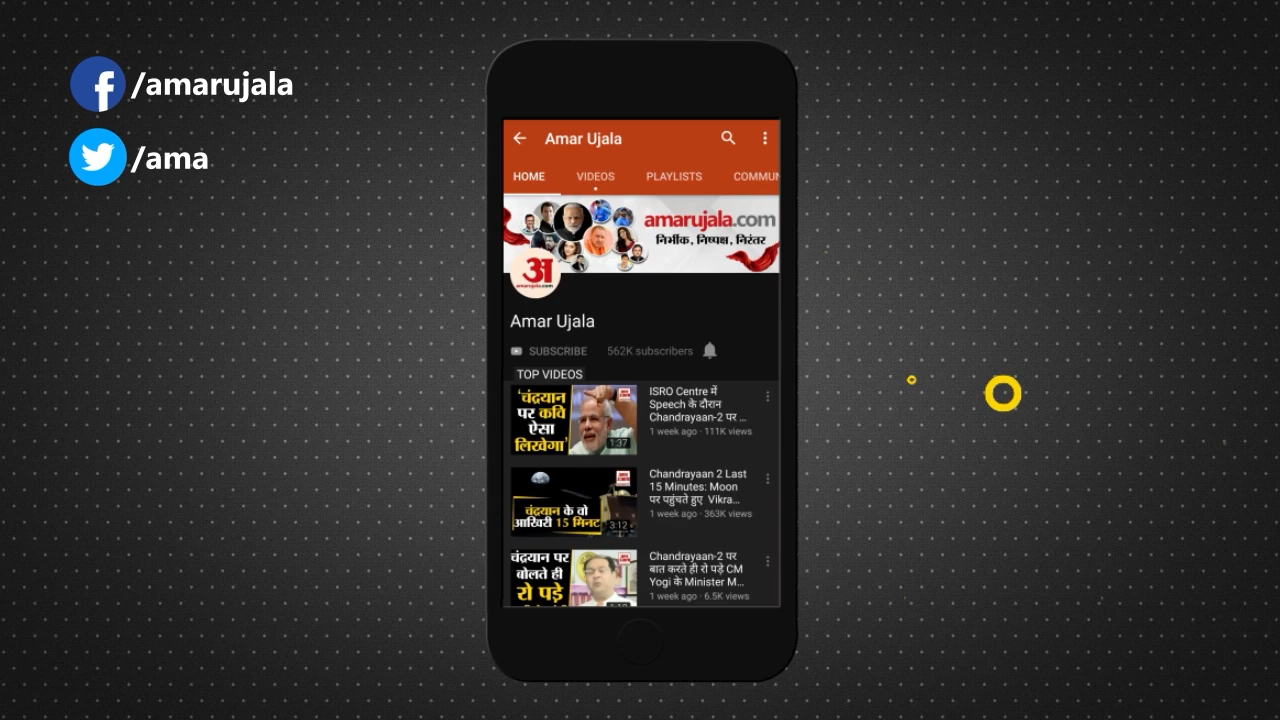 /amarujala
/ama
Amar Ujala
HOME VIDEOS PLAYLISTS COMMUN
amarujala.com
निर्भीक, निष्पक्ष, निरंतर
अ
amarujala.com
Amar Ujala
SUBSCRIBE 562K subscribers
TOP VIDEOS
'चंद्रयान
पर कवि
ऐसा
लिखेगा'
1:37
ISRO Centre में
Speech के दौरान
Chandrayaan-2 पर ...
1 week ago · 111K views
चंद्रयान के वो
आखिरी 15 मिनट
3:12
Chandrayaan 2 Last
15 Minutes: Moon
पर पहुंचते हुए Vikra...
1 week ago · 363K views
चंद्रयान पर
बोलते ही
रो पड़े
Chandrayaan-2 पर
बात करते ही रो पड़े CM
Yogi के Minister M...
1 week ago · 6.5K views